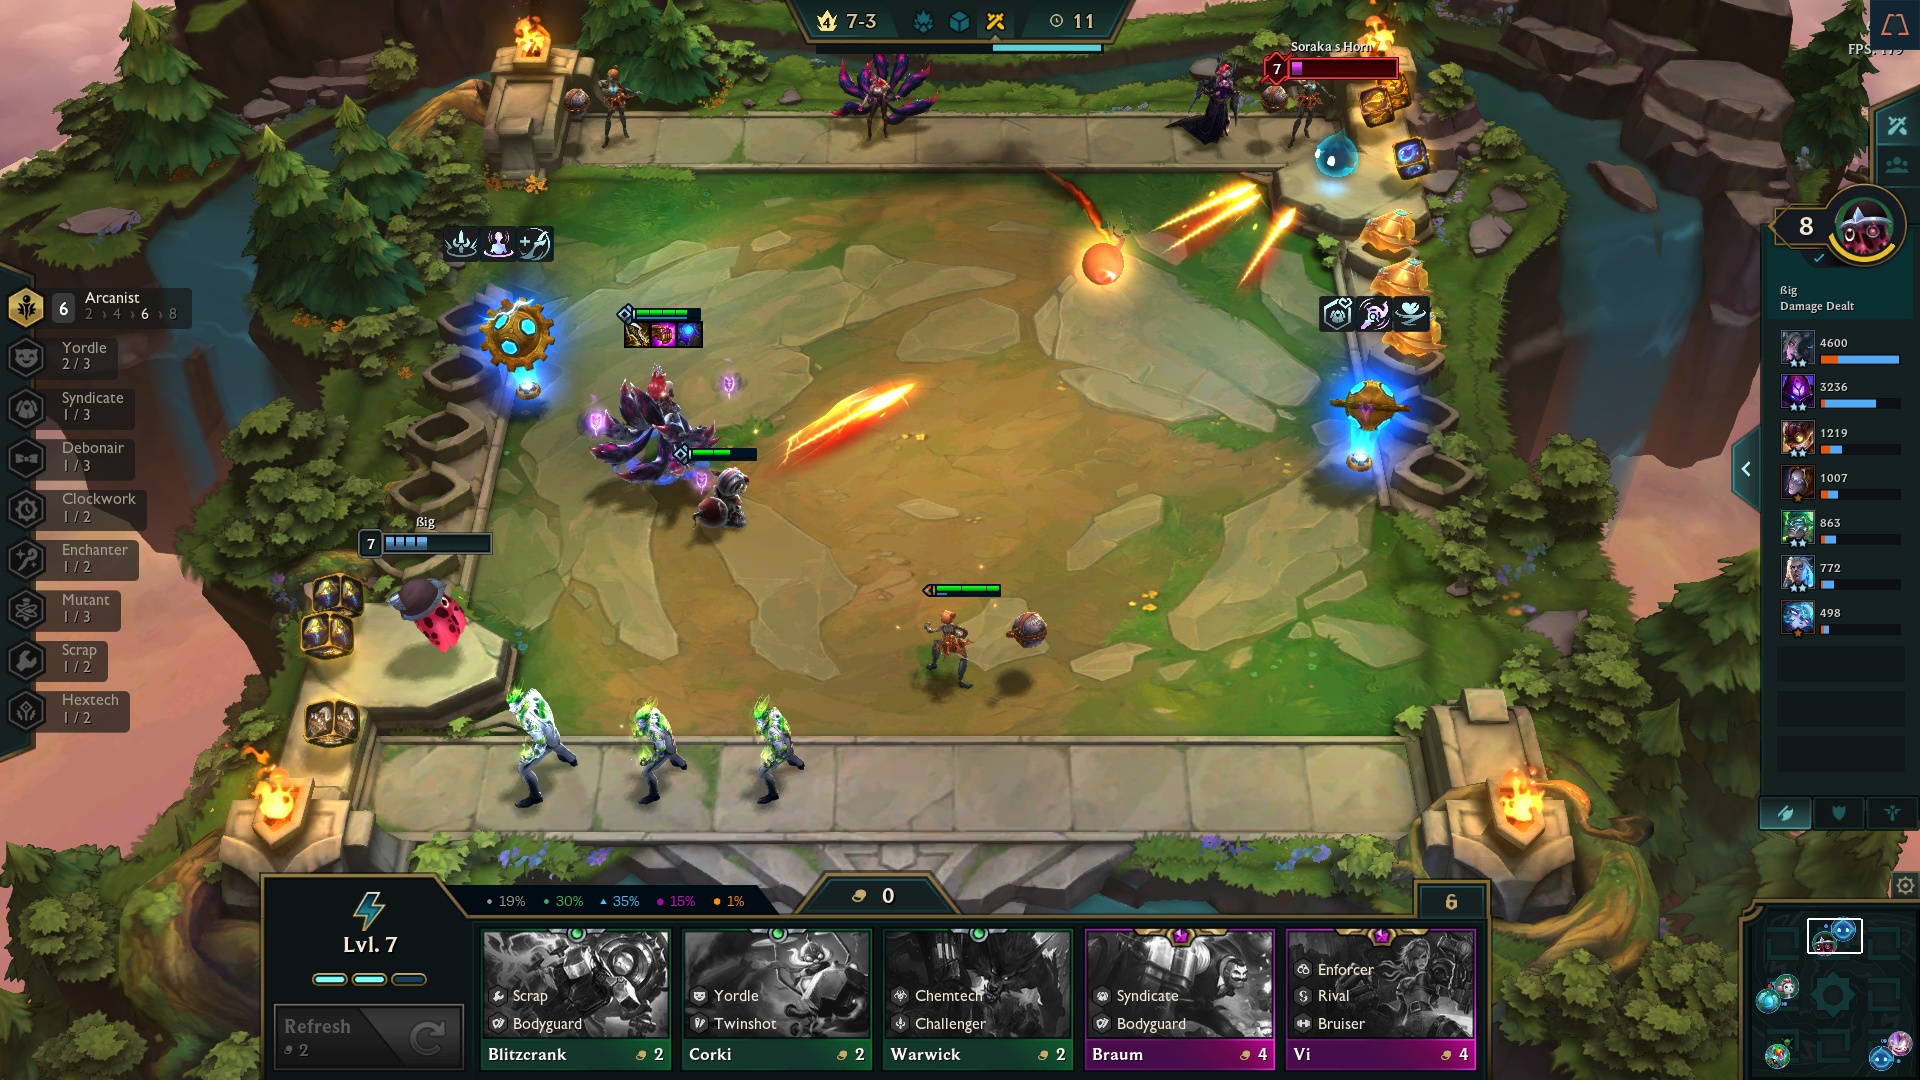 4 7-3
11
Soraka s Horn
7
8
ßig
Damage Dealt
4600
3236
1219
1007
863
772
498
6 Arcanist
2 › 4 › 6 › 8
Yordle
2 / 3
Syndicate
1 / 3
Debonair
1 / 3
Clockwork
1 / 2
Enchanter
1 / 2
Mutant
1 / 3
Scrap
1 / 2
Hextech
1 / 2
ßig
7
19% 30% 35% 15% 1%
0
6
Lvl. 7
Refresh
2
Scrap
Bodyguard
Blitzcrank 2
Yordle
Twinshot
Corki 2
Chemtech
Challenger
Warwick 2
Syndicate
Bodyguard
Braum 4
Enforcer
Rival
Bruiser
Vi 4